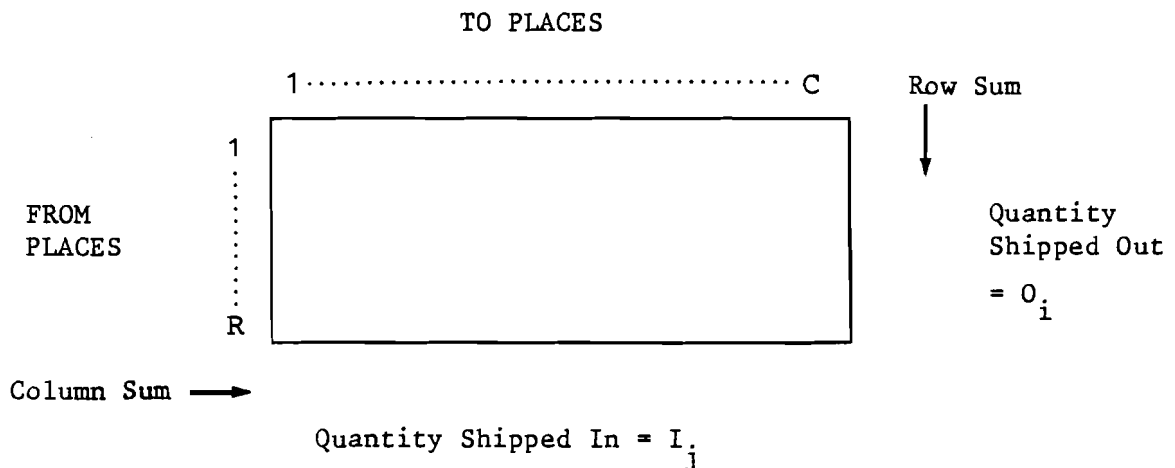 TO PLACES
1 ........................................ C
Row Sum
1
FROM
PLACES
R
Quantity
Shipped Out
= O_i
Column Sum
Quantity Shipped In = I_j